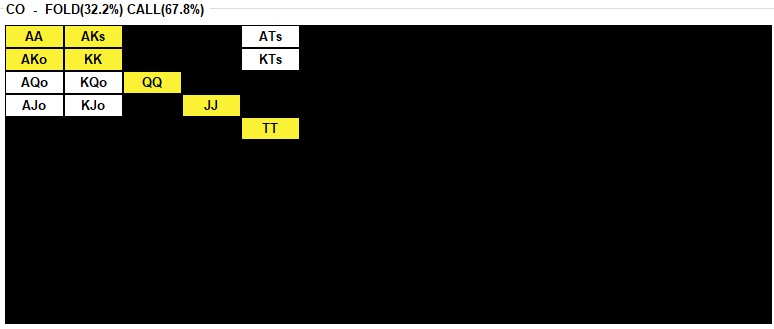 CO - FOLD(32.2%) CALL(67.8%)
AA AKs ATs
AKo KK KTs
AQo KQo QQ
AJo KJo JJ
TT